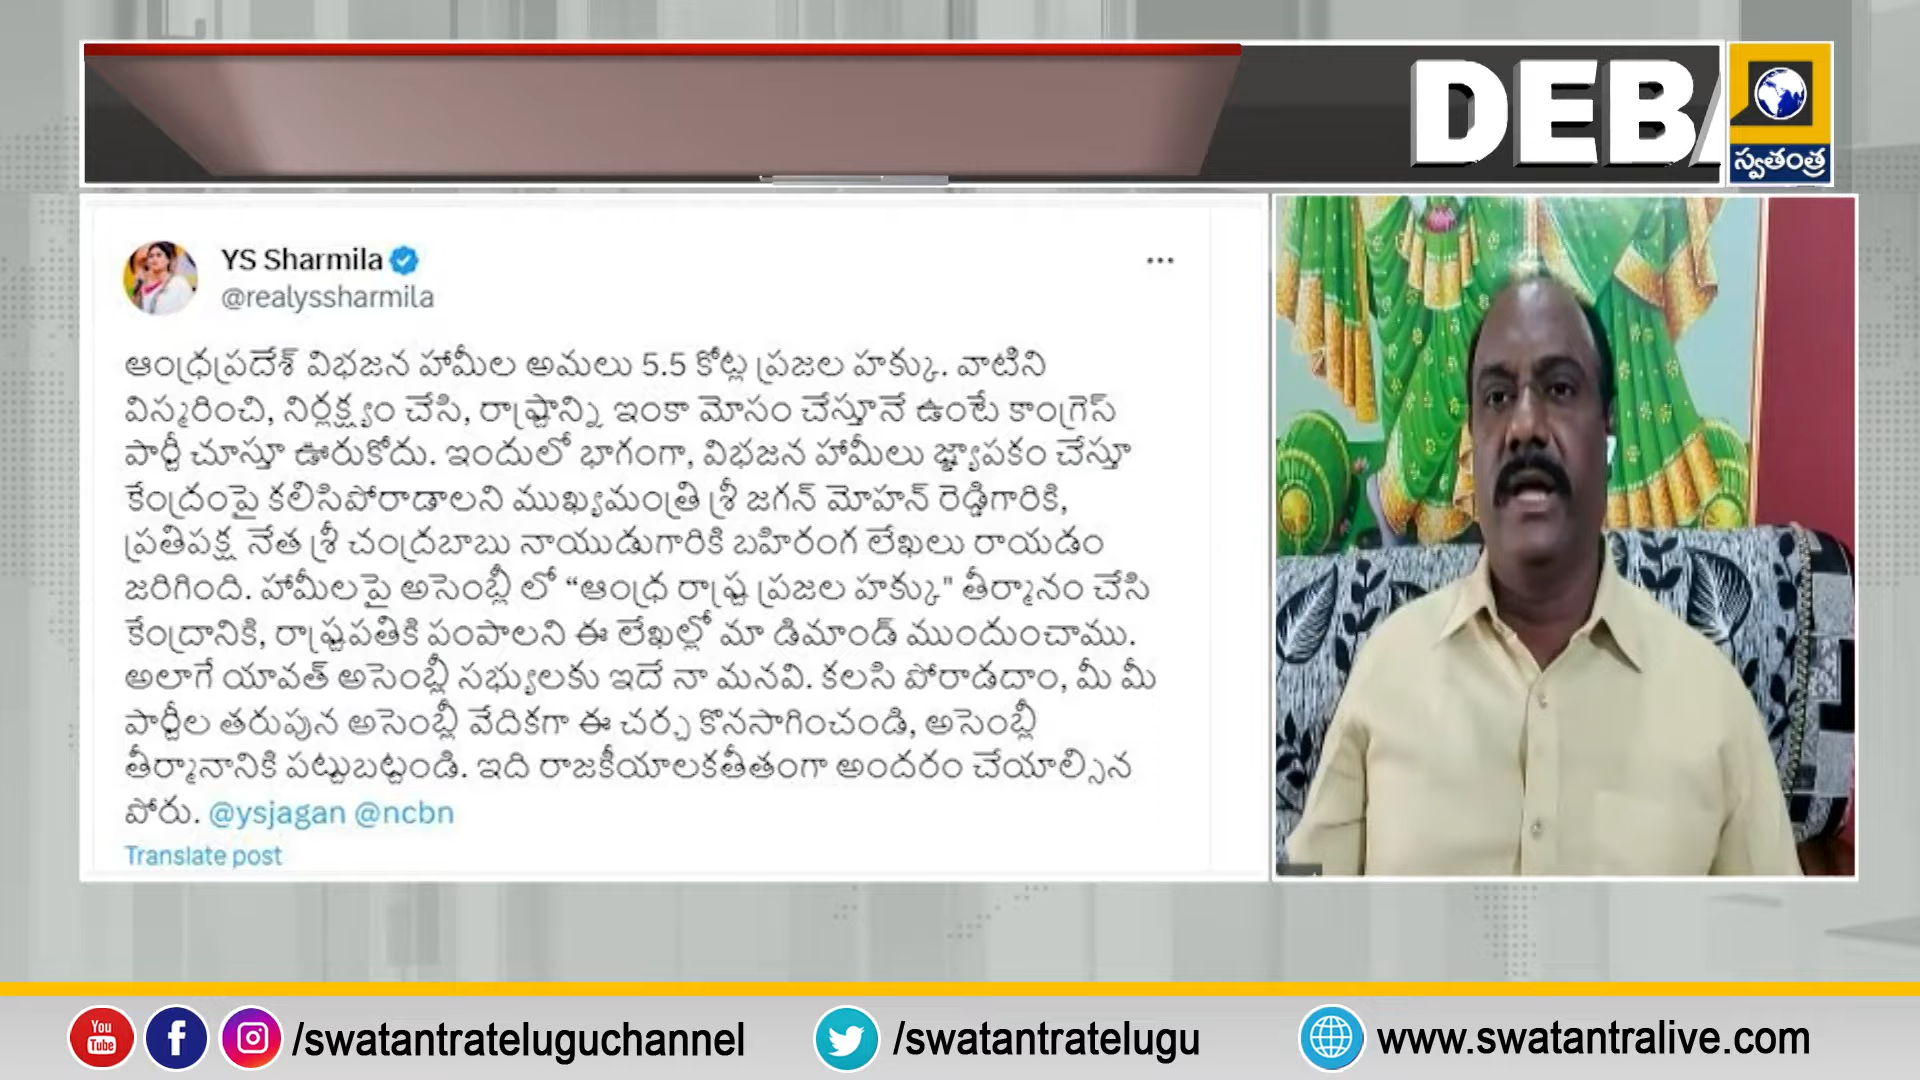 DEBA
స్వతంత్ర
YS Sharmila
@realyssharmila
ఆంధ్రప్రదేశ్ విభజన హామీల అమలు 5.5 కోట్ల ప్రజల హక్కు. వాటిని
విస్మరించి, నిర్లక్ష్యం చేసి, రాష్ట్రాన్ని ఇంకా మోసం చేస్తూనే ఉంటే కాంగ్రెస్
పార్టీ చూస్తూ ఊరుకోదు. ఇందులో భాగంగా, విభజన హామీలు జ్ఞాపకం చేస్తూ
కేంద్రంపై కలిసిపోరాడాలని ముఖ్యమంత్రి శ్రీ జగన్ మోహన్ రెడ్డిగారికి,
ప్రతిపక్ష నేత శ్రీ చంద్రబాబు నాయుడుగారికి బహిరంగ లేఖలు రాయడం
జరిగింది. హామీలపై అసెంబ్లీ లో “ఆంధ్ర రాష్ట్ర ప్రజల హక్కు" తీర్మానం చేసి
కేంద్రానికి, రాష్ట్రపతికి పంపాలని ఈ లేఖల్లో మా డిమాండ్ ముందుంచాము.
అలాగే యావత్ అసెంబ్లీ సభ్యులకు ఇదే నా మనవి. కలసి పోరాడదాం, మీ మీ
పార్టీల తరుపున అసెంబ్లీ వేదికగా ఈ చర్చ కొనసాగించండి, అసెంబ్లీ
తీర్మానానికి పట్టుబట్టండి. ఇది రాజకీయాలకతీతంగా అందరం చేయాల్సిన
పోరు. @ysjagan @ncbn
Translate post
You Tube /swatantrateluguchannel /swatantratelugu www.swatantralive.com